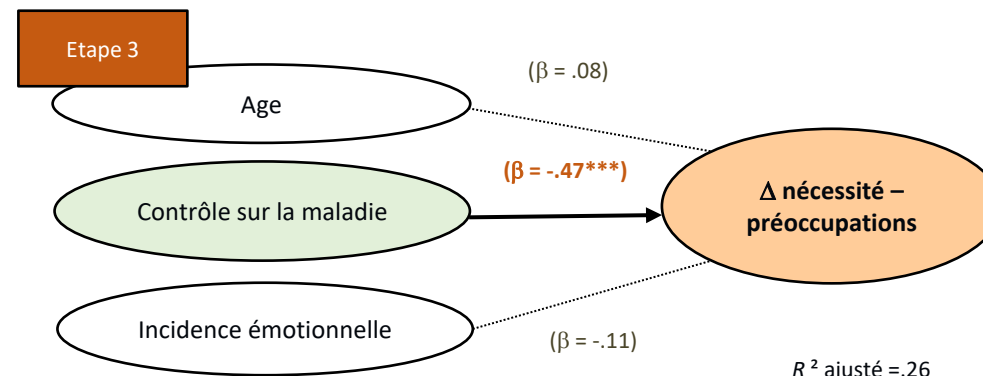 Etape 3
(β = .08)
Age
(β = -.47***)
Contrôle sur la maladie
Δ nécessité –
préoccupations
Incidence émotionnelle
(β = -.11)
R ² ajusté =.26